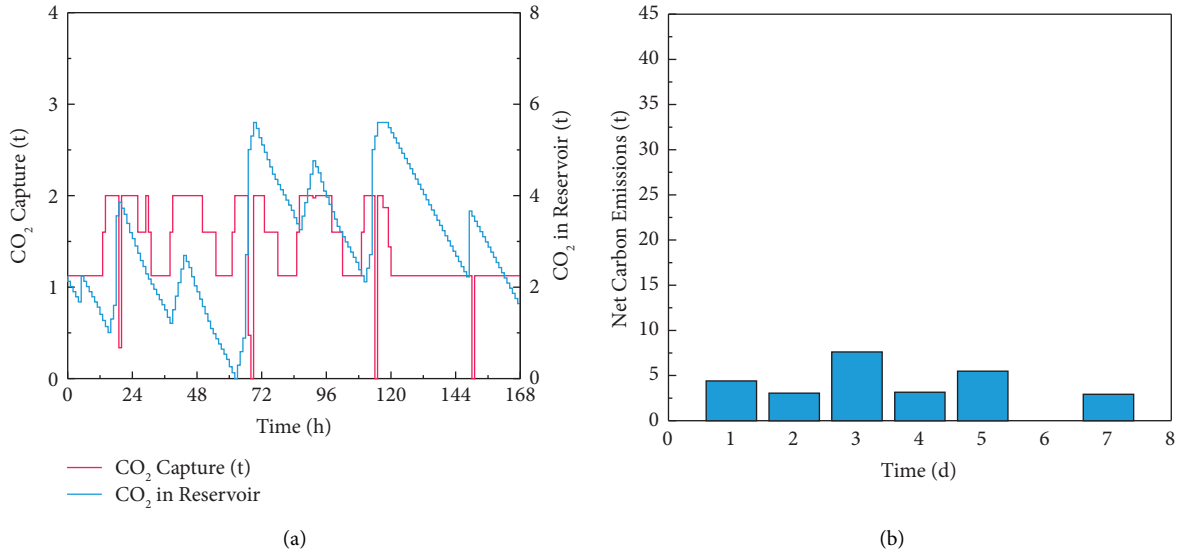 4
3
2
1
0
CO₂ Capture (t)
8
6
4
2
0
CO₂ in Reservoir (t)
0 24 48 72 96 120 144 168
Time (h)
CO₂ Capture (t)
CO₂ in Reservoir
(a)
45
40
35
30
25
20
15
10
5
0
Net Carbon Emissions (t)
0 1 2 3 4 5 6 7 8
Time (d)
(b)